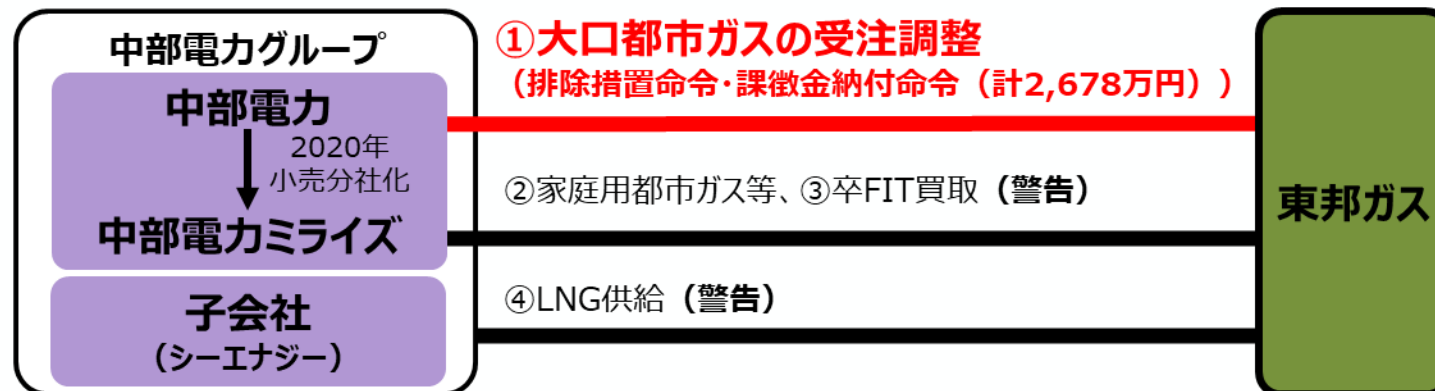 中部電力グループ
中部電力
2020年
小売分社化
中部電力ミライズ
子会社
（シーエナジー）
①大口都市ガスの受注調整
（排除措置命令・課徴金納付命令（計2,678万円））
②家庭用都市ガス等、③卒FIT買取（警告）
④LNG供給（警告）
東邦ガス